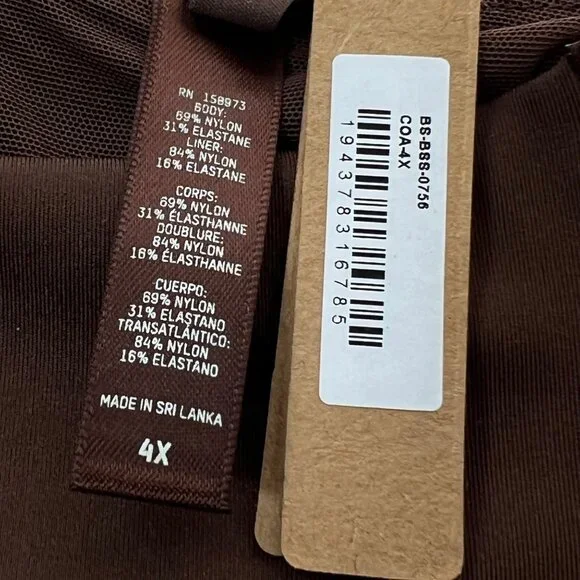 RN 158973
BODY:
69% NYLON
31% ELASTANE
LINER:
84% NYLON
16% ELASTANE
CORPS:
69% NYLON
31% ÉLASTHANNE
DOUBLURE:
84% NYLON
16% ÉLASTHANNE
CUERPO:
69% NYLON
31% ELASTANO
TRANSATLÁNTICO:
84% NYLON
16% ELASTANO
MADE IN SRI LANKA
4X
BS-BSS-0756
COA-4X
194378316785